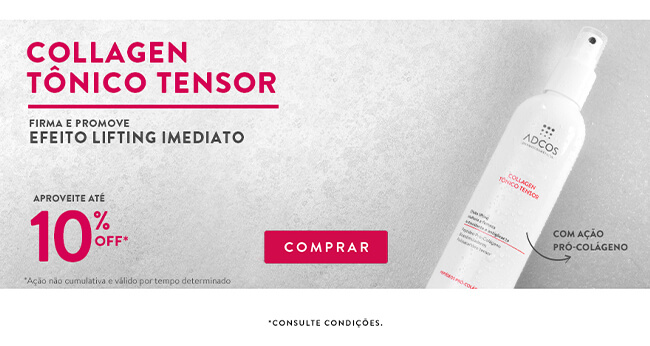 COLLAGEN
TÔNICO TENSOR
FIRMA E PROMOVE
EFEITO LIFTING IMEDIATO
APROVEITE ATÉ
10% OFF*
COMPRAR
*Ação não cumulativa e válido por tempo determinado
ADCOS
COLLAGEN
TÔNICO TENSOR
COM AÇÃO
PRÓ-COLÁGENO
*CONSULTE CONDIÇÕES.